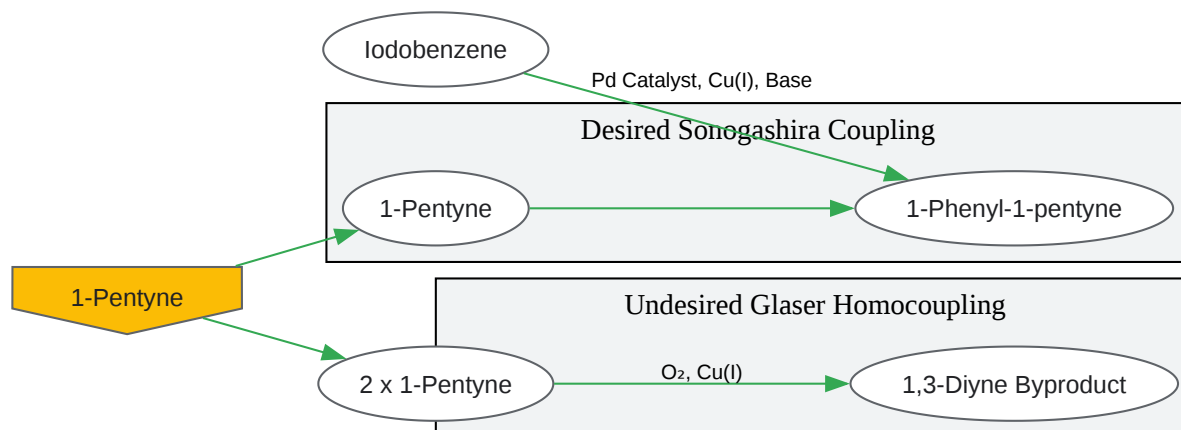 Iodobenzene
Pd Catalyst, Cu(I), Base
Desired Sonogashira Coupling
1-Pentyne
1-Phenyl-1-pentyne
1-Pentyne
Undesired Glaser Homocoupling
2 x 1-Pentyne
O₂, Cu(I)
1,3-Diyne Byproduct